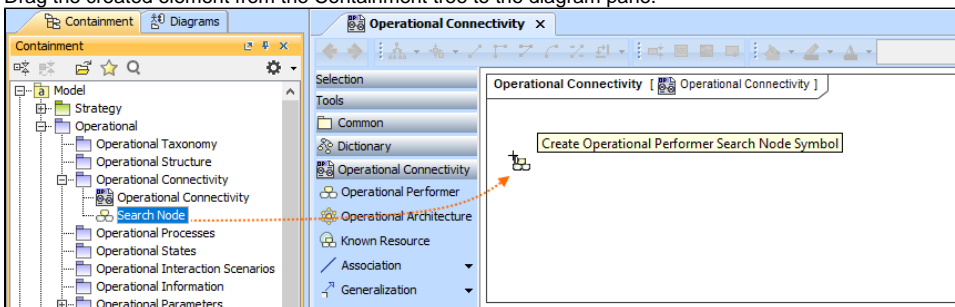 Drag the created element from the Containment tree to the diagram pane.
Containment
Diagrams
Operational Connectivity
Containment
Model
Strategy
Operational
Operational Taxonomy
Operational Structure
Operational Connectivity
Operational Connectivity
Search Node
Operational Processes
Operational States
Operational Interaction Scenarios
Operational Information
Operational Parameters
Selection
Tools
Common
Dictionary
Operational Connectivity
Operational Performer
Operational Architecture
Known Resource
Association
Generalization
Operational Connectivity [ Operational Connectivity ]
Create Operational Performer Search Node Symbol